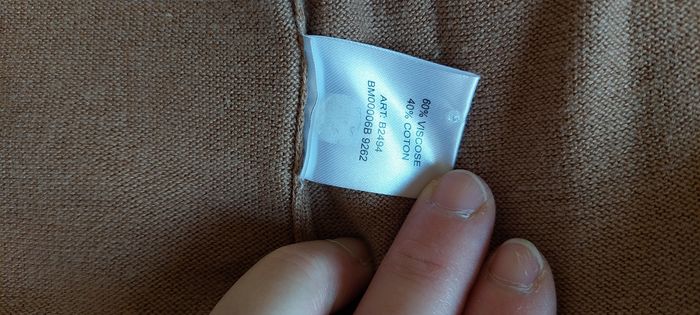 60% VISCOSE
40% COTON
ART: B2494
BM00006B 9262